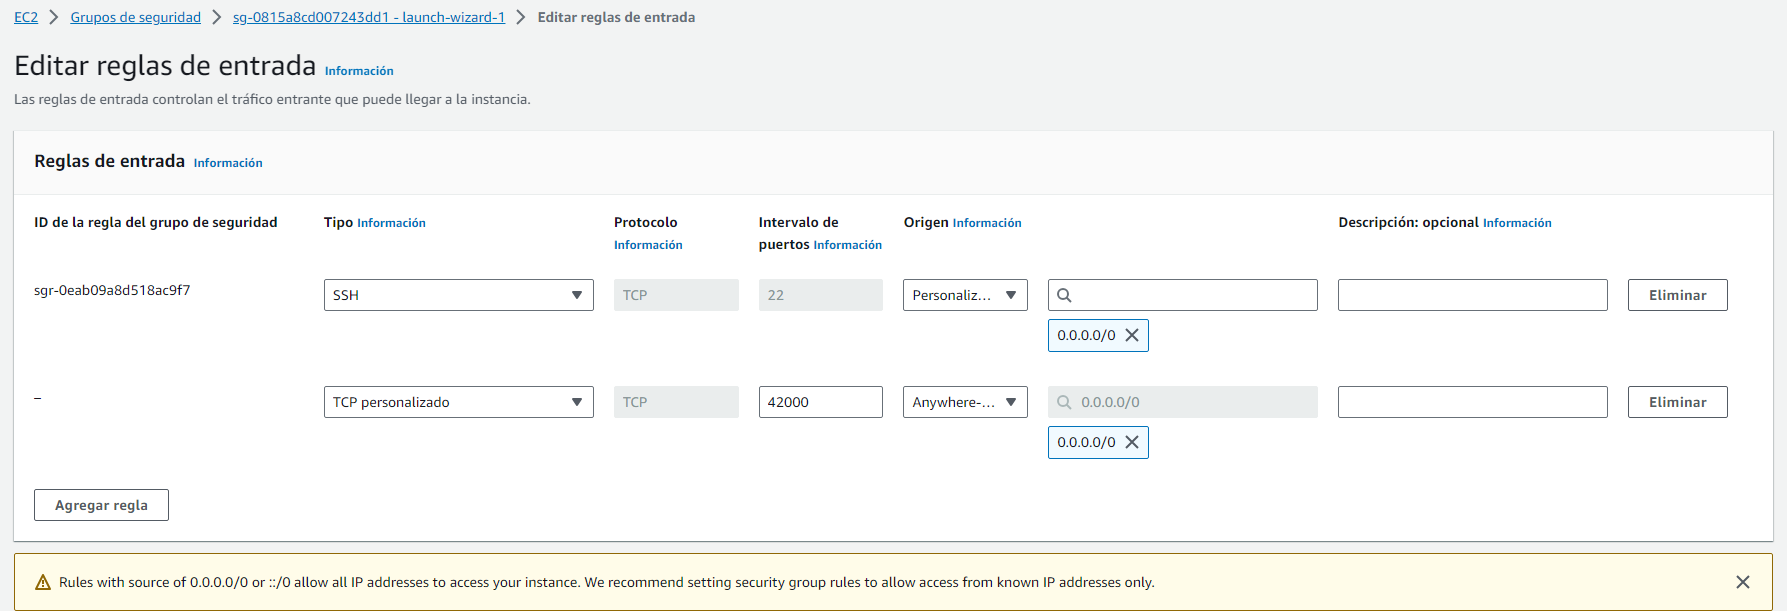 EC2 > Grupos de seguridad > sg-0815a8cd007243dd1 - launch-wizard-1 > Editar reglas de entrada
Editar reglas de entrada Información
Las reglas de entrada controlan el tráfico entrante que puede llegar a la instancia.
Reglas de entrada Información
ID de la regla del grupo de seguridad Tipo Información Protocolo Información Intervalo de puertos Información Origen Información Descripción: opcional Información
sgr-0eab09a8d518ac9f7 SSH TCP 22 Personaliz... Eliminar
0.0.0.0/0
– TCP personalizado TCP 42000 Anywhere-... 0.0.0.0/0 Eliminar
0.0.0.0/0
Agregar regla
Rules with source of 0.0.0.0/0 or ::/0 allow all IP addresses to access your instance. We recommend setting security group rules to allow access from known IP addresses only.